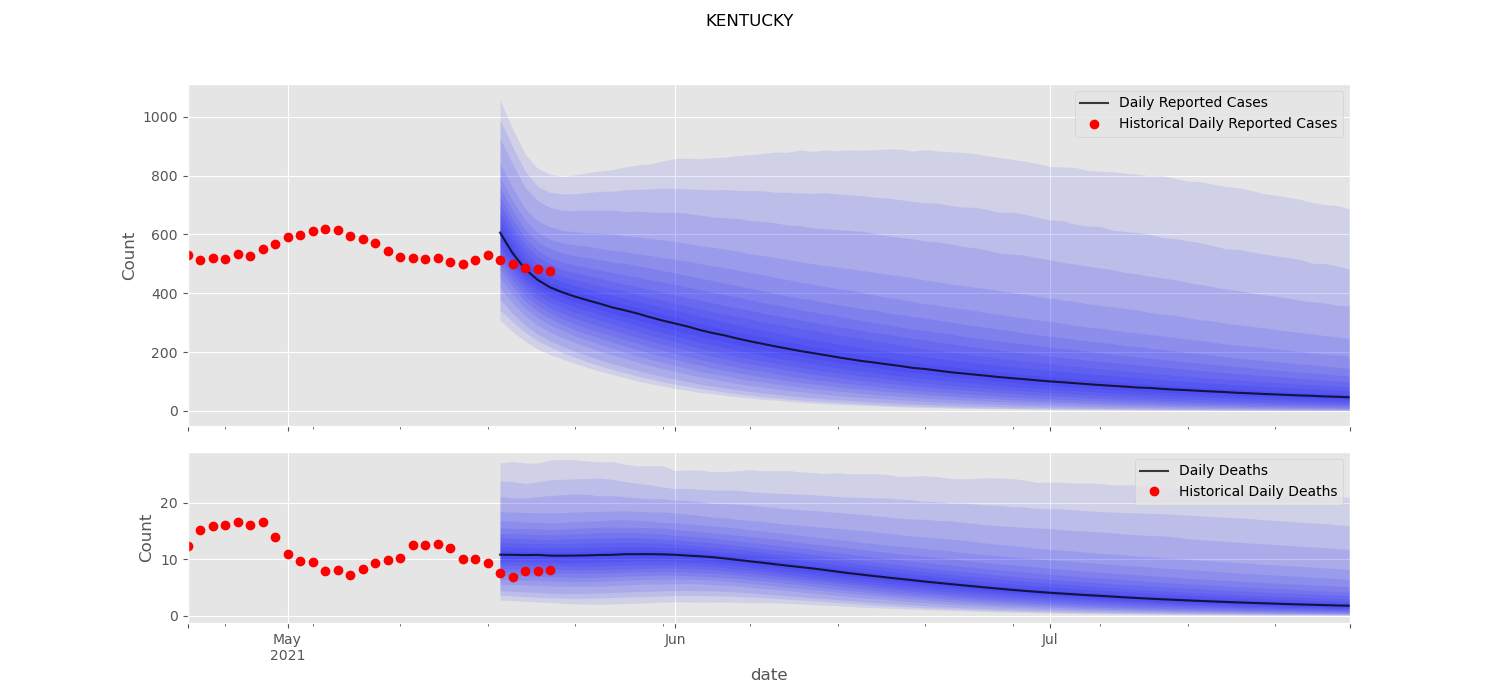 KENTUCKY
Count
1000
800
600
400
200
0
Daily Reported Cases
Historical Daily Reported Cases
Count
20
10
0
Daily Deaths
Historical Daily Deaths
May
2021
Jun
Jul
date